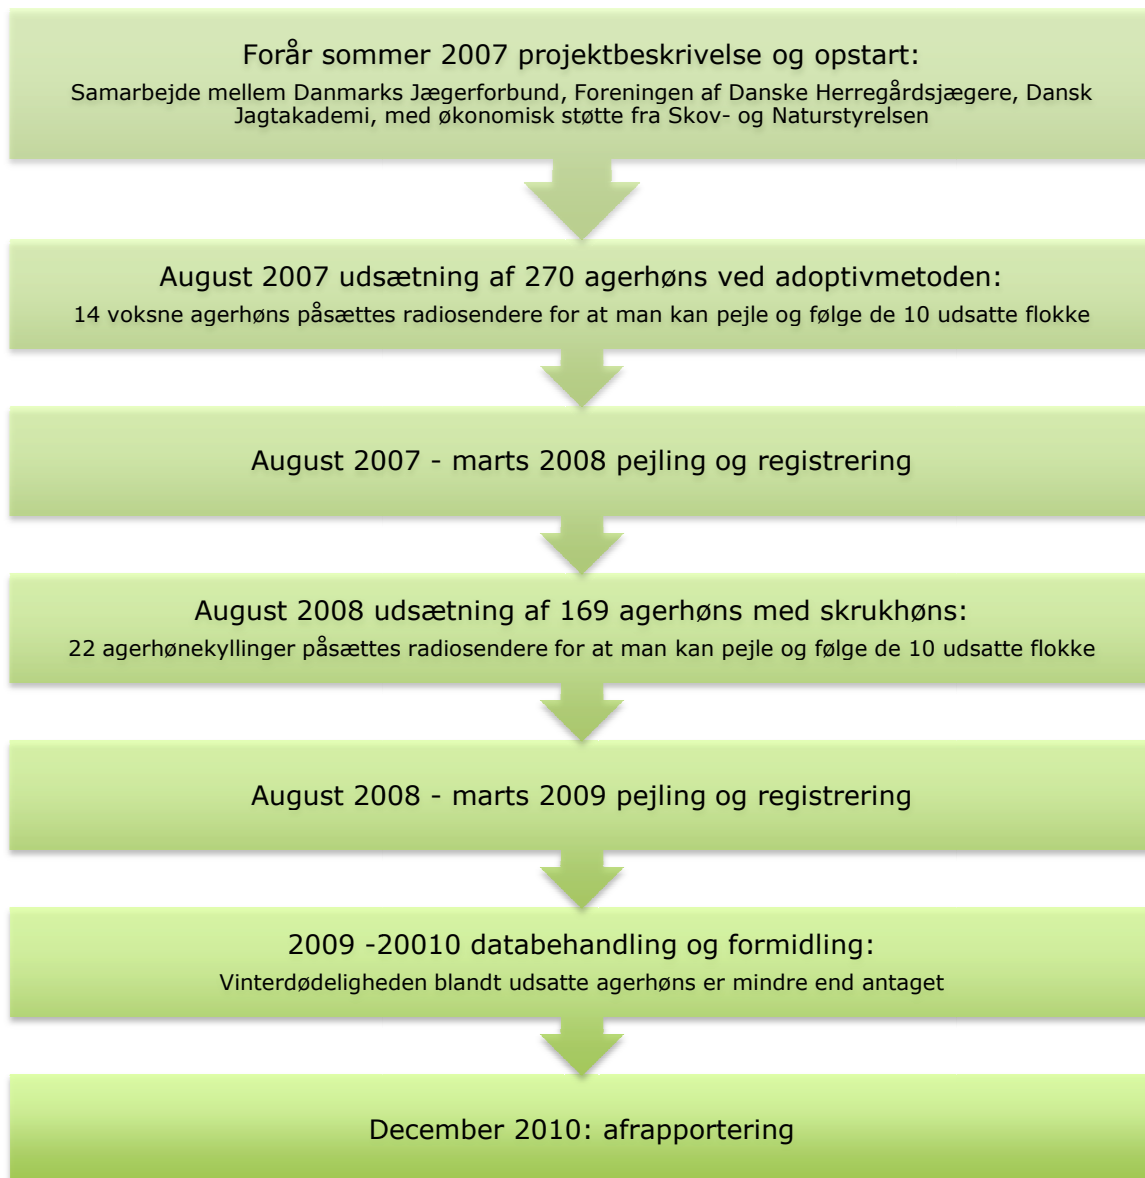 Forår sommer 2007 projektbeskrivelse og opstart:
Samarbejde mellem Danmarks Jægerforbund, Foreningen af Danske Herregårdsjægere, Dansk
Jagtakademi, med økonomisk støtte fra Skov- og Naturstyrelsen
August 2007 udsætning af 270 agerhøns ved adoptivmetoden:
14 voksne agerhøns påsættes radiosendere for at man kan pejle og følge de 10 udsatte flokke
August 2007 - marts 2008 pejling og registrering
August 2008 udsætning af 169 agerhøns med skrukhøns:
22 agerhønekyllinger påsættes radiosendere for at man kan pejle og følge de 10 udsatte flokke
August 2008 - marts 2009 pejling og registrering
2009 -20010 databehandling og formidling:
Vinterdødeligheden blandt udsatte agerhøns er mindre end antaget
December 2010: afrapportering